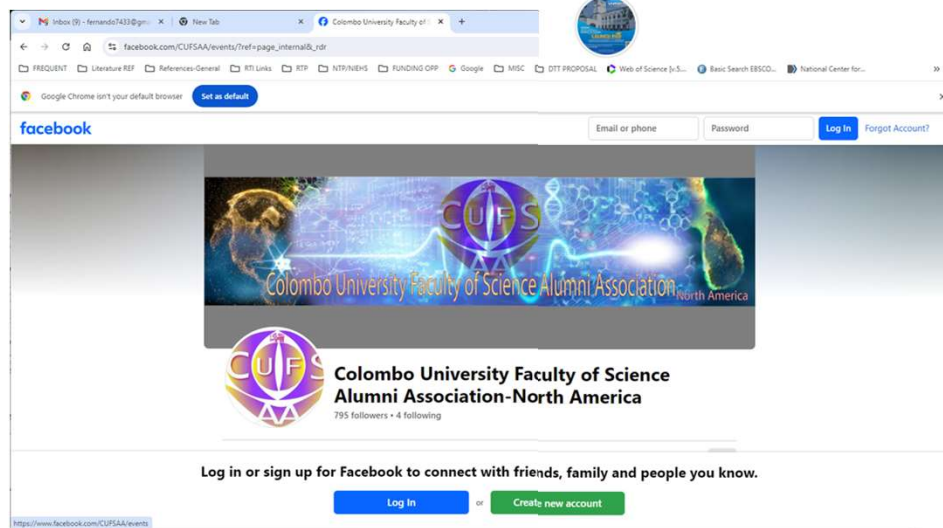 Inbox (9) - fernando7433@gma
New Tab
Colombo University Faculty of S
facebook.com/CUFSAA/events/?ref=page_internal&_rdr
FREQUENT
Literature REF
References-General
RTI Links
RTP
NTP/NIEHS
FUNDING OPP
Google
MISC
DTT PROPOSAL
Web of Science [v.5....
Basic Search EBSCO...
National Center for...
Google Chrome isn't your default browser
Set as default
facebook
Email or phone
Password
Log In
Forgot Account?
CUFS
Colombo University Faculty of Science Alumni Association North America
CUFS
AA
Colombo University Faculty of Science
Alumni Association-North America
795 followers • 4 following
Log in or sign up for Facebook to connect with friends, family and people you know.
Log In
or
Create new account
https://www.facebook.com/CUFSAA/events